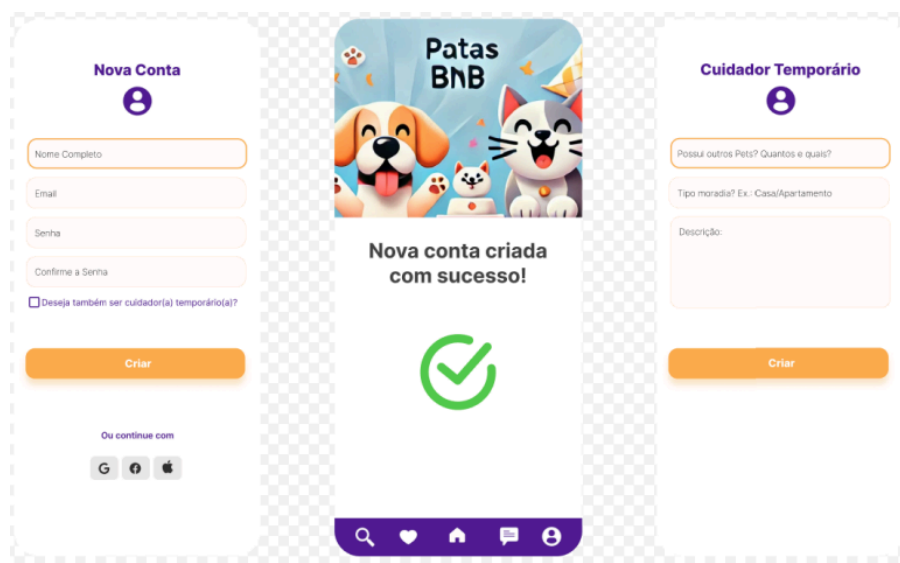 Nova Conta
Nome Completo
Email
Senha
Confirme a Senha
Deseja também ser cuidador(a) temporário(a)?
Criar
Ou continue com
G
Patas
BNB
Nova conta criada
com sucesso!
Cuidador Temporário
Possui outros Pets? Quantos e quais?
Tipo moradia? Ex.: Casa/Apartamento
Descrição:
Criar